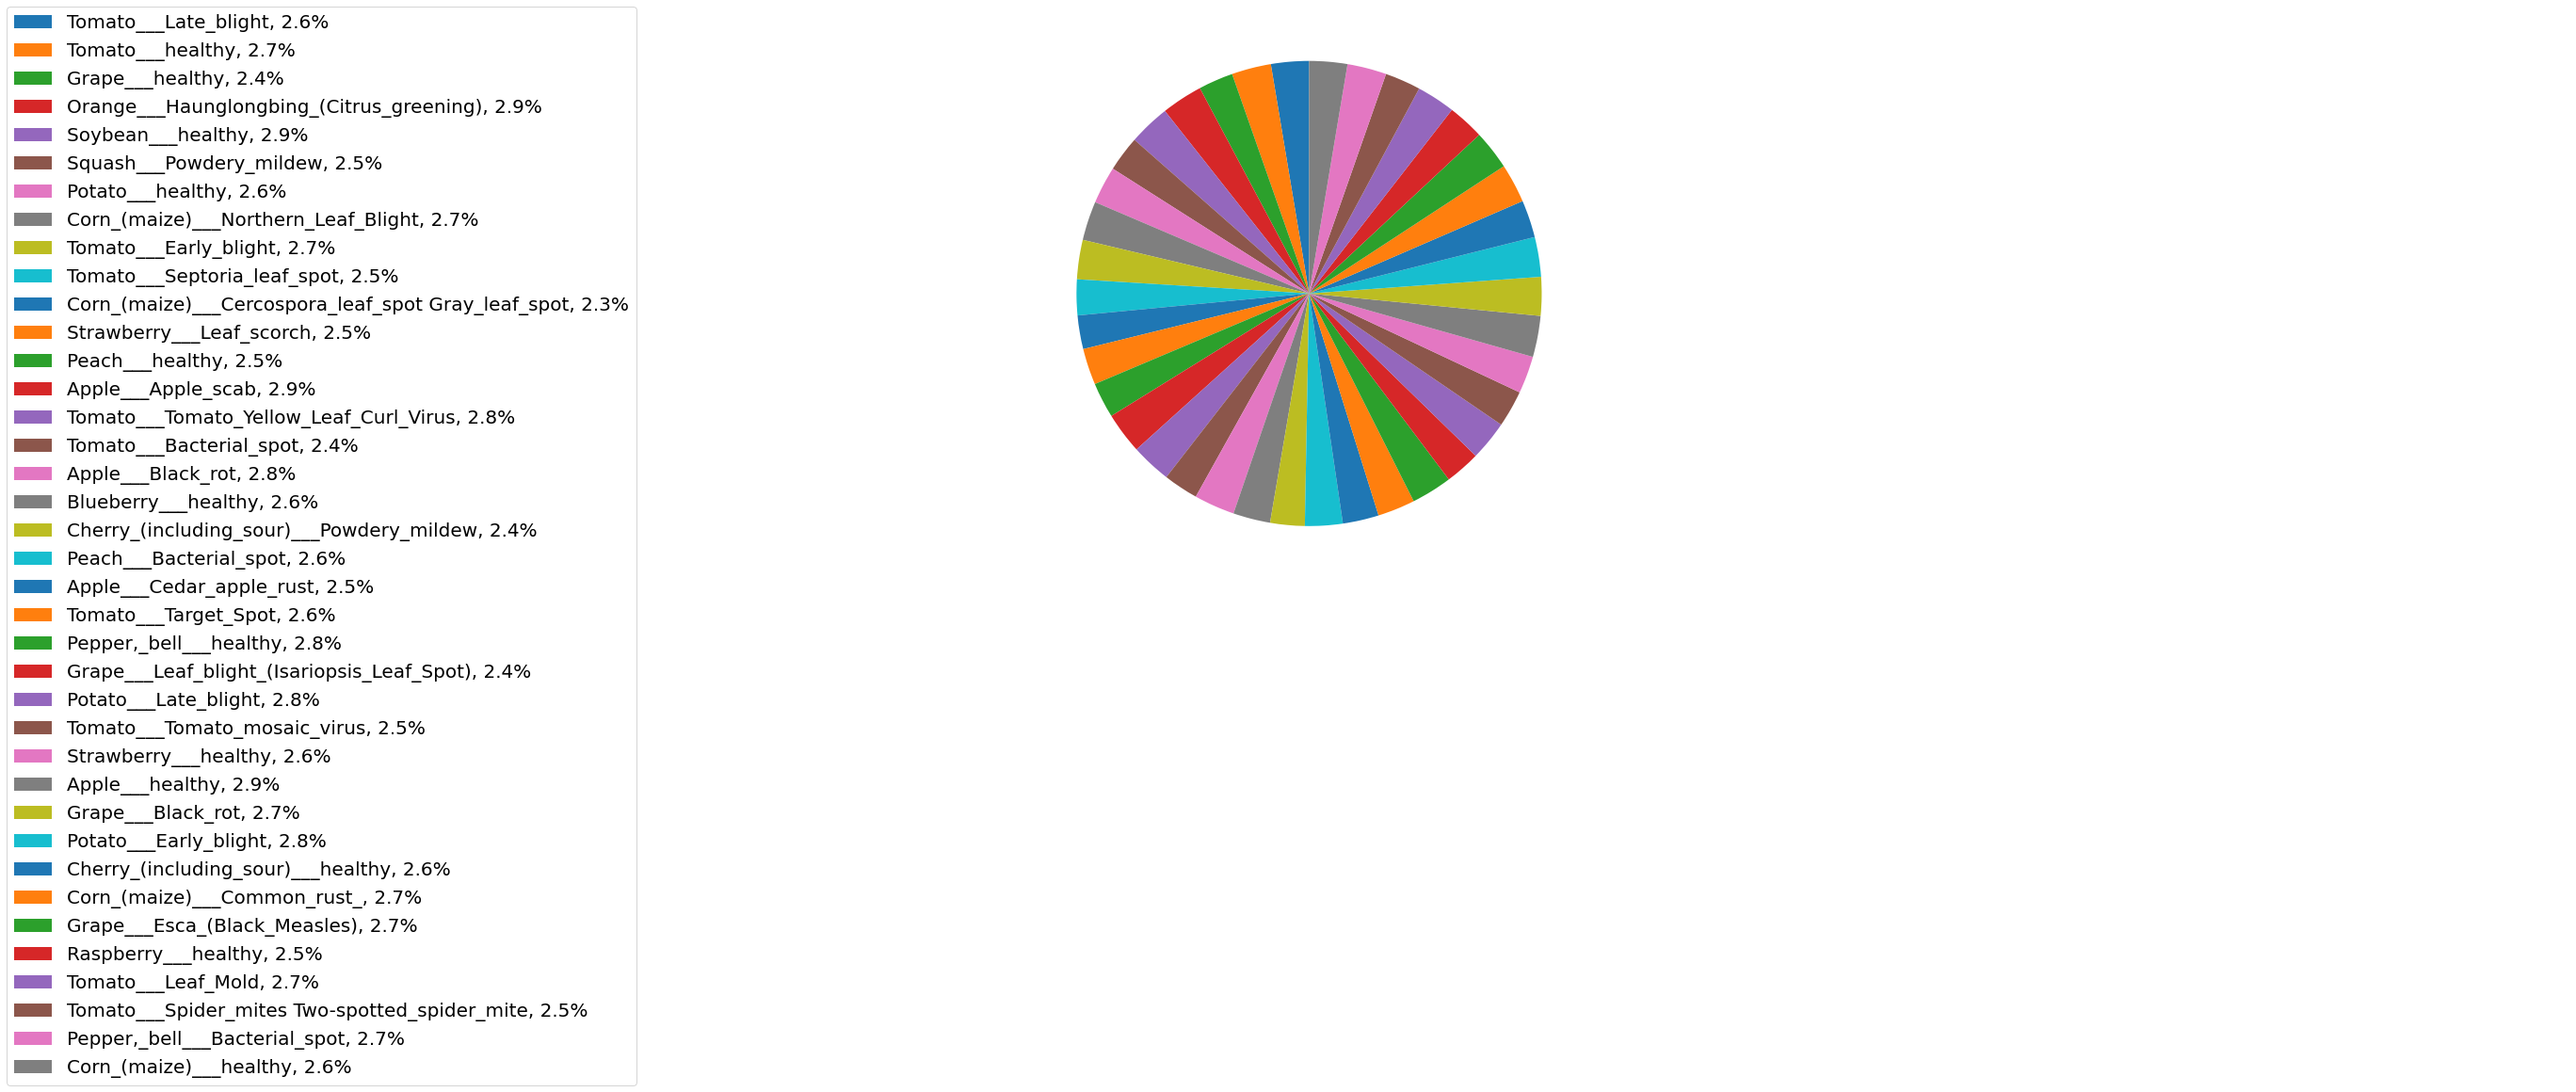 Tomato___Late_blight, 2.6%
Tomato___healthy, 2.7%
Grape___healthy, 2.4%
Orange___Haunglongbing_(Citrus_greening), 2.9%
Soybean___healthy, 2.9%
Squash___Powdery_mildew, 2.5%
Potato___healthy, 2.6%
Corn_(maize)___Northern_Leaf_Blight, 2.7%
Tomato___Early_blight, 2.7%
Tomato___Septoria_leaf_spot, 2.5%
Corn_(maize)___Cercospora_leaf_spot Gray_leaf_spot, 2.3%
Strawberry___Leaf_scorch, 2.5%
Peach___healthy, 2.5%
Apple___Apple_scab, 2.9%
Tomato___Tomato_Yellow_Leaf_Curl_Virus, 2.8%
Tomato___Bacterial_spot, 2.4%
Apple___Black_rot, 2.8%
Blueberry___healthy, 2.6%
Cherry_(including_sour)___Powdery_mildew, 2.4%
Peach___Bacterial_spot, 2.6%
Apple___Cedar_apple_rust, 2.5%
Tomato___Target_Spot, 2.6%
Pepper,_bell___healthy, 2.8%
Grape___Leaf_blight_(Isariopsis_Leaf_Spot), 2.4%
Potato___Late_blight, 2.8%
Tomato___Tomato_mosaic_virus, 2.5%
Strawberry___healthy, 2.6%
Apple___healthy, 2.9%
Grape___Black_rot, 2.7%
Potato___Early_blight, 2.8%
Cherry_(including_sour)___healthy, 2.6%
Corn_(maize)___Common_rust_, 2.7%
Grape___Esca_(Black_Measles), 2.7%
Raspberry___healthy, 2.5%
Tomato___Leaf_Mold, 2.7%
Tomato___Spider_mites Two-spotted_spider_mite, 2.5%
Pepper,_bell___Bacterial_spot, 2.7%
Corn_(maize)___healthy, 2.6%